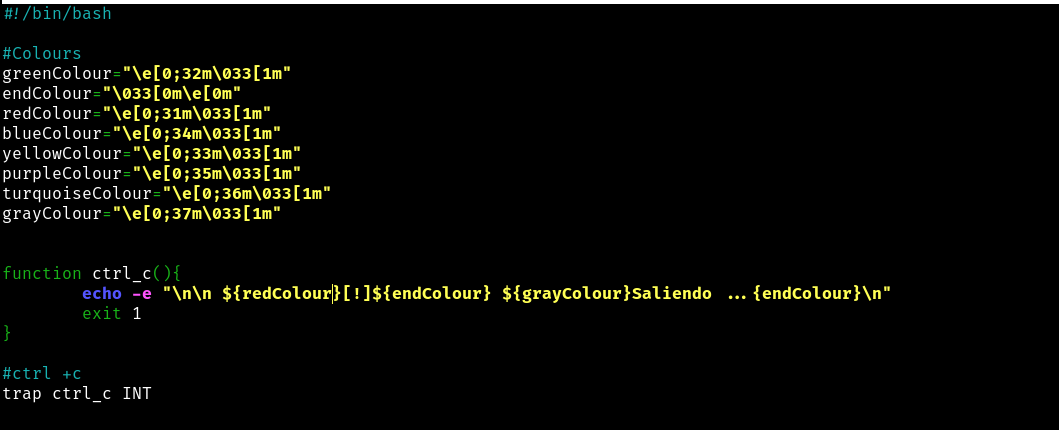 #!/bin/bash
#Colours
greenColour="\e[0;32m\033[1m"
endColour="\033[0m\e[0m"
redColour="\e[0;31m\033[1m"
blueColour="\e[0;34m\033[1m"
yellowColour="\e[0;33m\033[1m"
purpleColour="\e[0;35m\033[1m"
turquoiseColour="\e[0;36m\033[1m"
grayColour="\e[0;37m\033[1m"
function ctrl_c(){
        echo -e "\n\n ${redColour}[!]${endColour} ${grayColour}Saliendo ...{endColour}\n"
        exit 1
}
#ctrl +c
trap ctrl_c INT